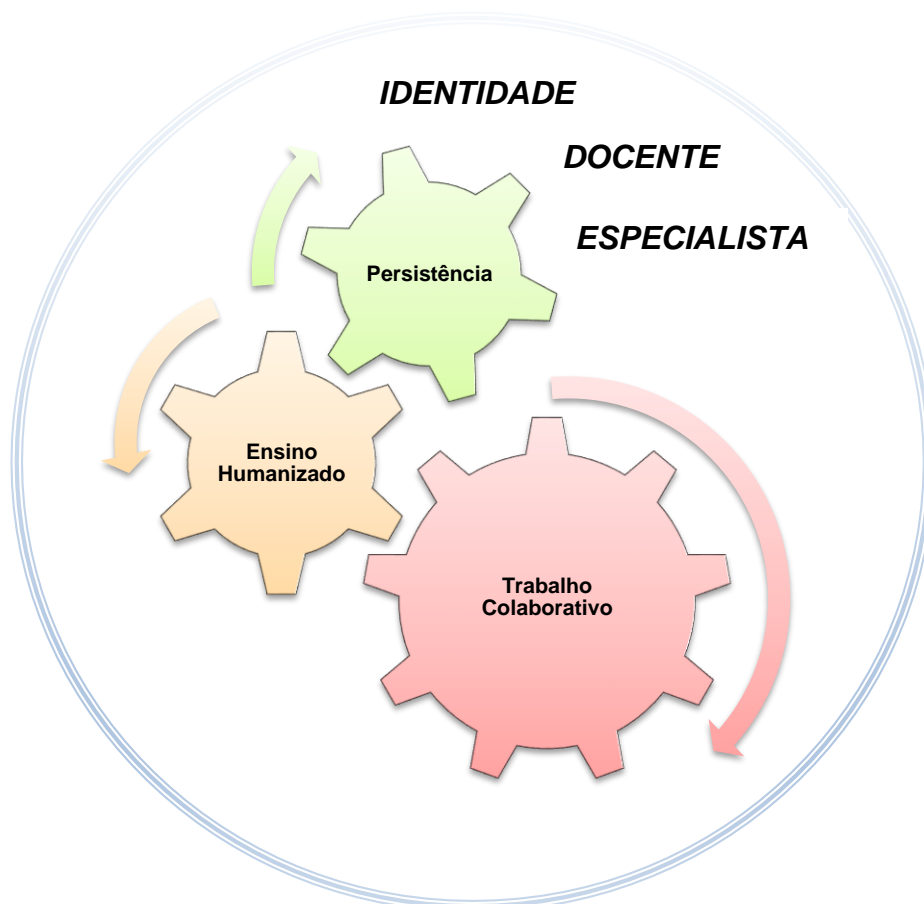 IDENTIDADE
DOCENTE
ESPECIALISTA
Persistência
Ensino
Humanizado
Trabalho
Colaborativo